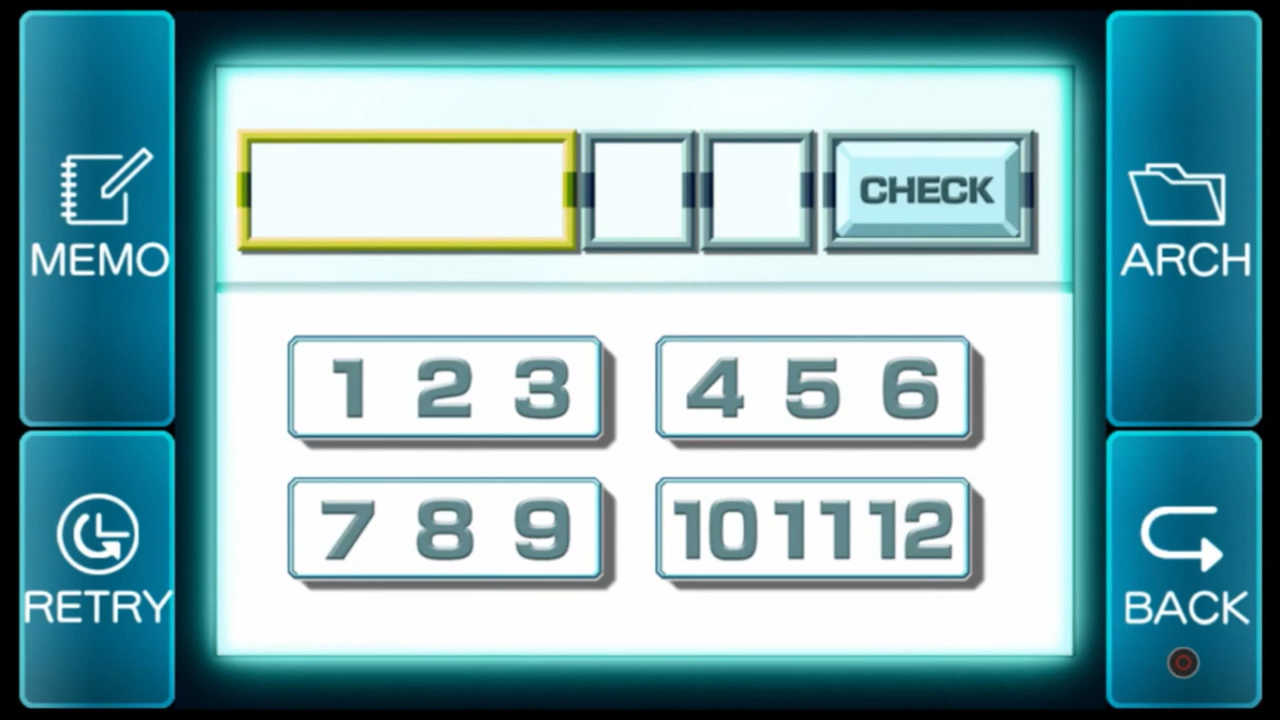 MEMO
RETRY
CHECK
1 2 3
4 5 6
7 8 9
10 11 12
ARCH
BACK